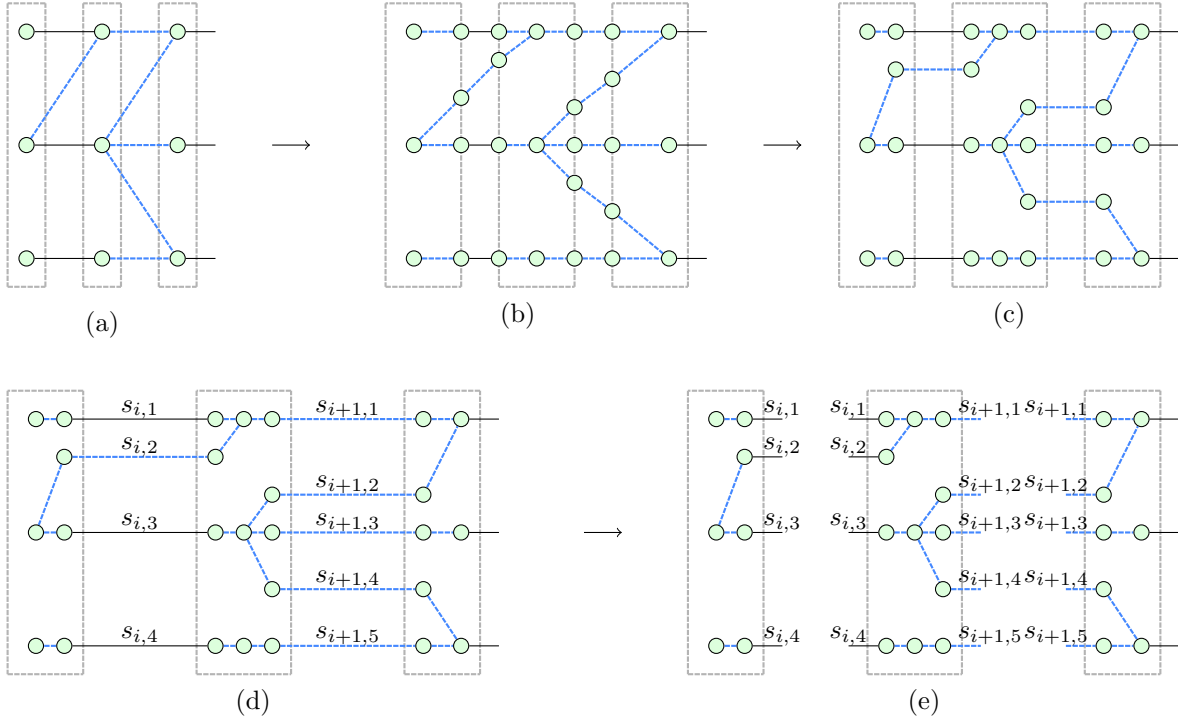 (a)
(b)
(c)
s_{i,1} s_{i+1,1} s_{i,1} s_{i,1} s_{i+1,1} s_{i+1,1}
s_{i,2} s_{i,2} s_{i,2}
s_{i+1,2} s_{i+1,2} s_{i+1,2}
s_{i,3} s_{i+1,3} s_{i,3} s_{i,3} s_{i+1,3} s_{i+1,3}
s_{i+1,4} s_{i+1,4} s_{i+1,4}
s_{i,4} s_{i+1,5} s_{i,4} s_{i,4} s_{i+1,5} s_{i+1,5}
(d)
(e)